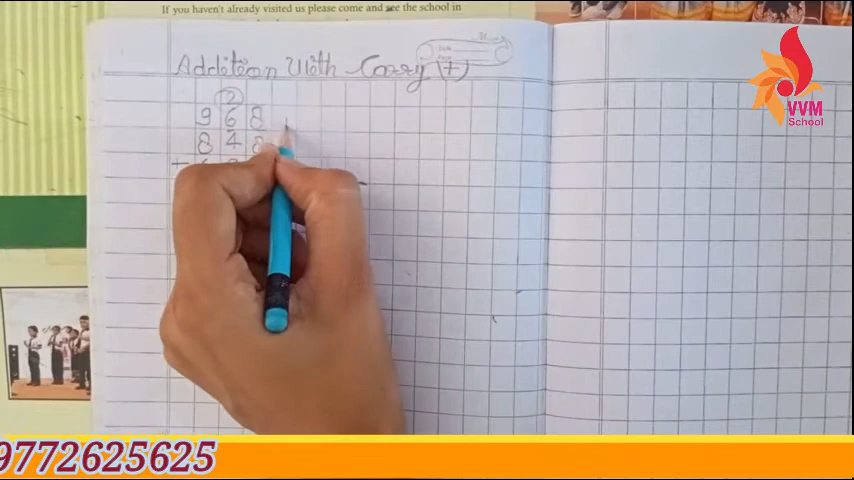 If you haven't already visited us please come and see the school in
Addition With Carry (7)
2
9 6 8
8 4 8
+
VVM
School
9772625625